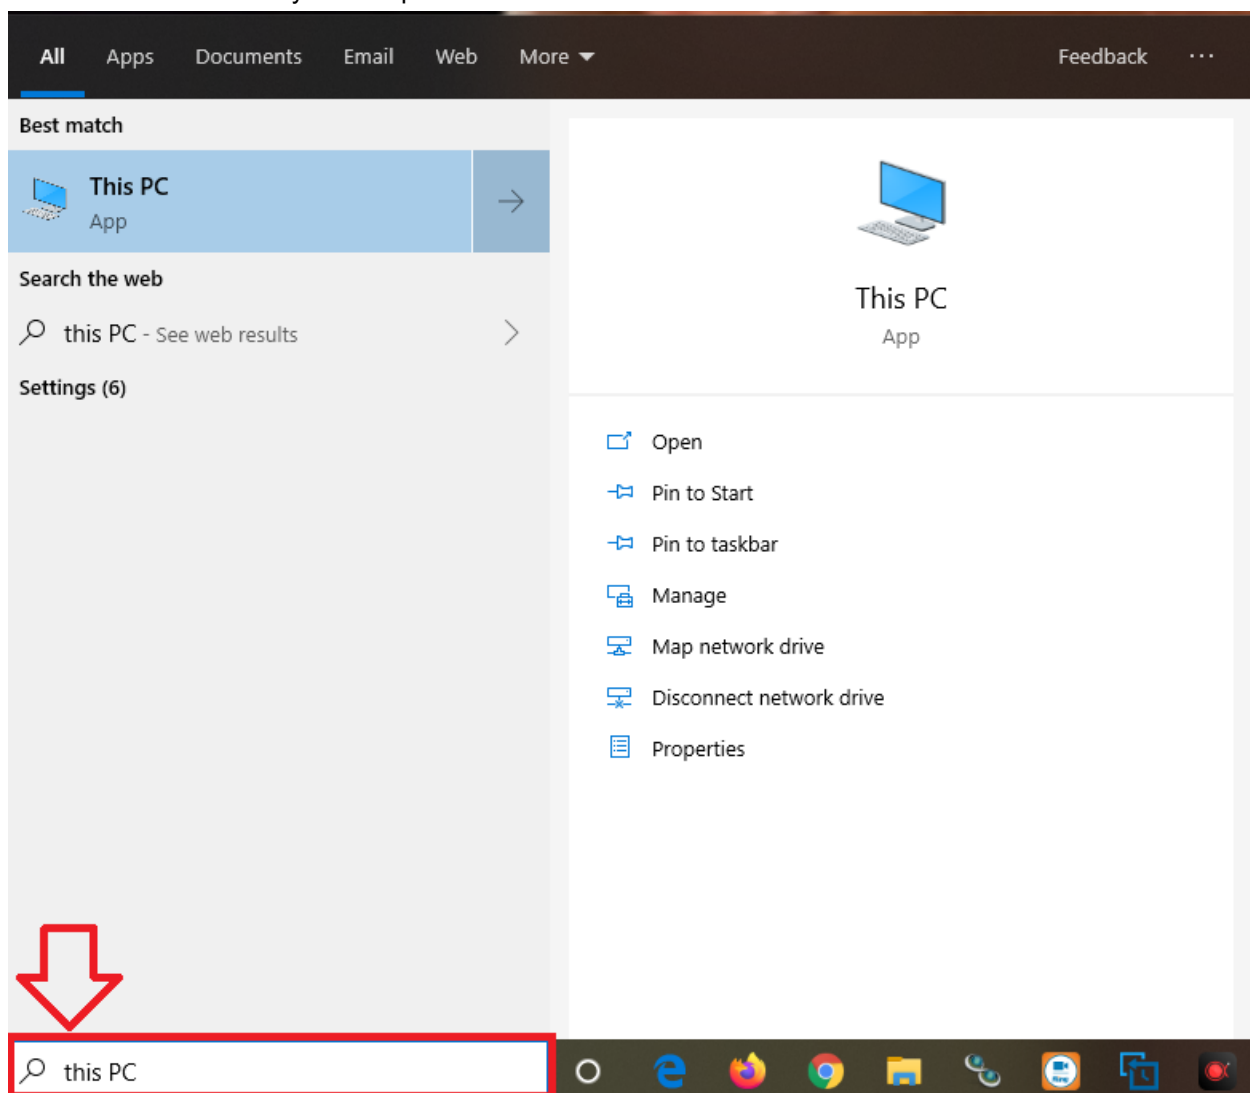 All Apps Documents Email Web More Feedback ...
Best match
This PC
App
Search the web
this PC - See web results
Settings (6)
This PC
App
Open
Pin to Start
Pin to taskbar
Manage
Map network drive
Disconnect network drive
Properties
this PC